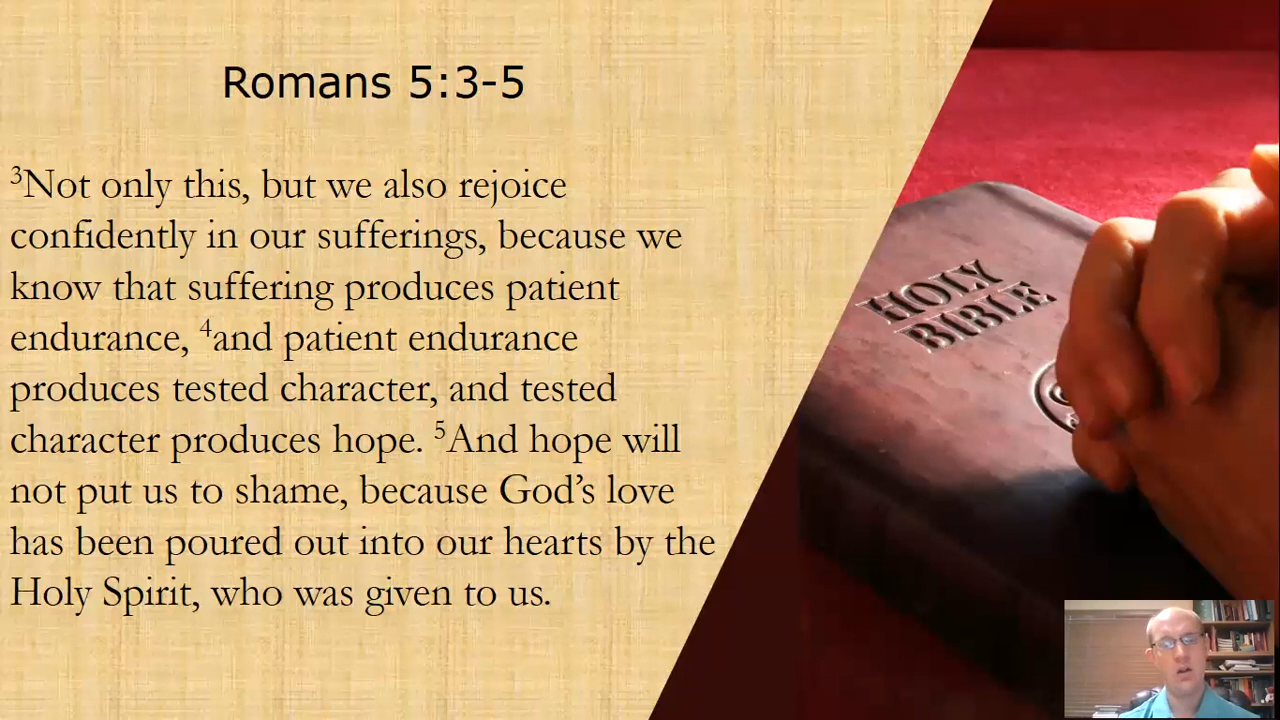 Romans 5:3-5
³Not only this, but we also rejoice
confidently in our sufferings, because we
know that suffering produces patient
endurance, ⁴and patient endurance
produces tested character, and tested
character produces hope. ⁵And hope will
not put us to shame, because God’s love
has been poured out into our hearts by the
Holy Spirit, who was given to us.
HOLY
BIBLE